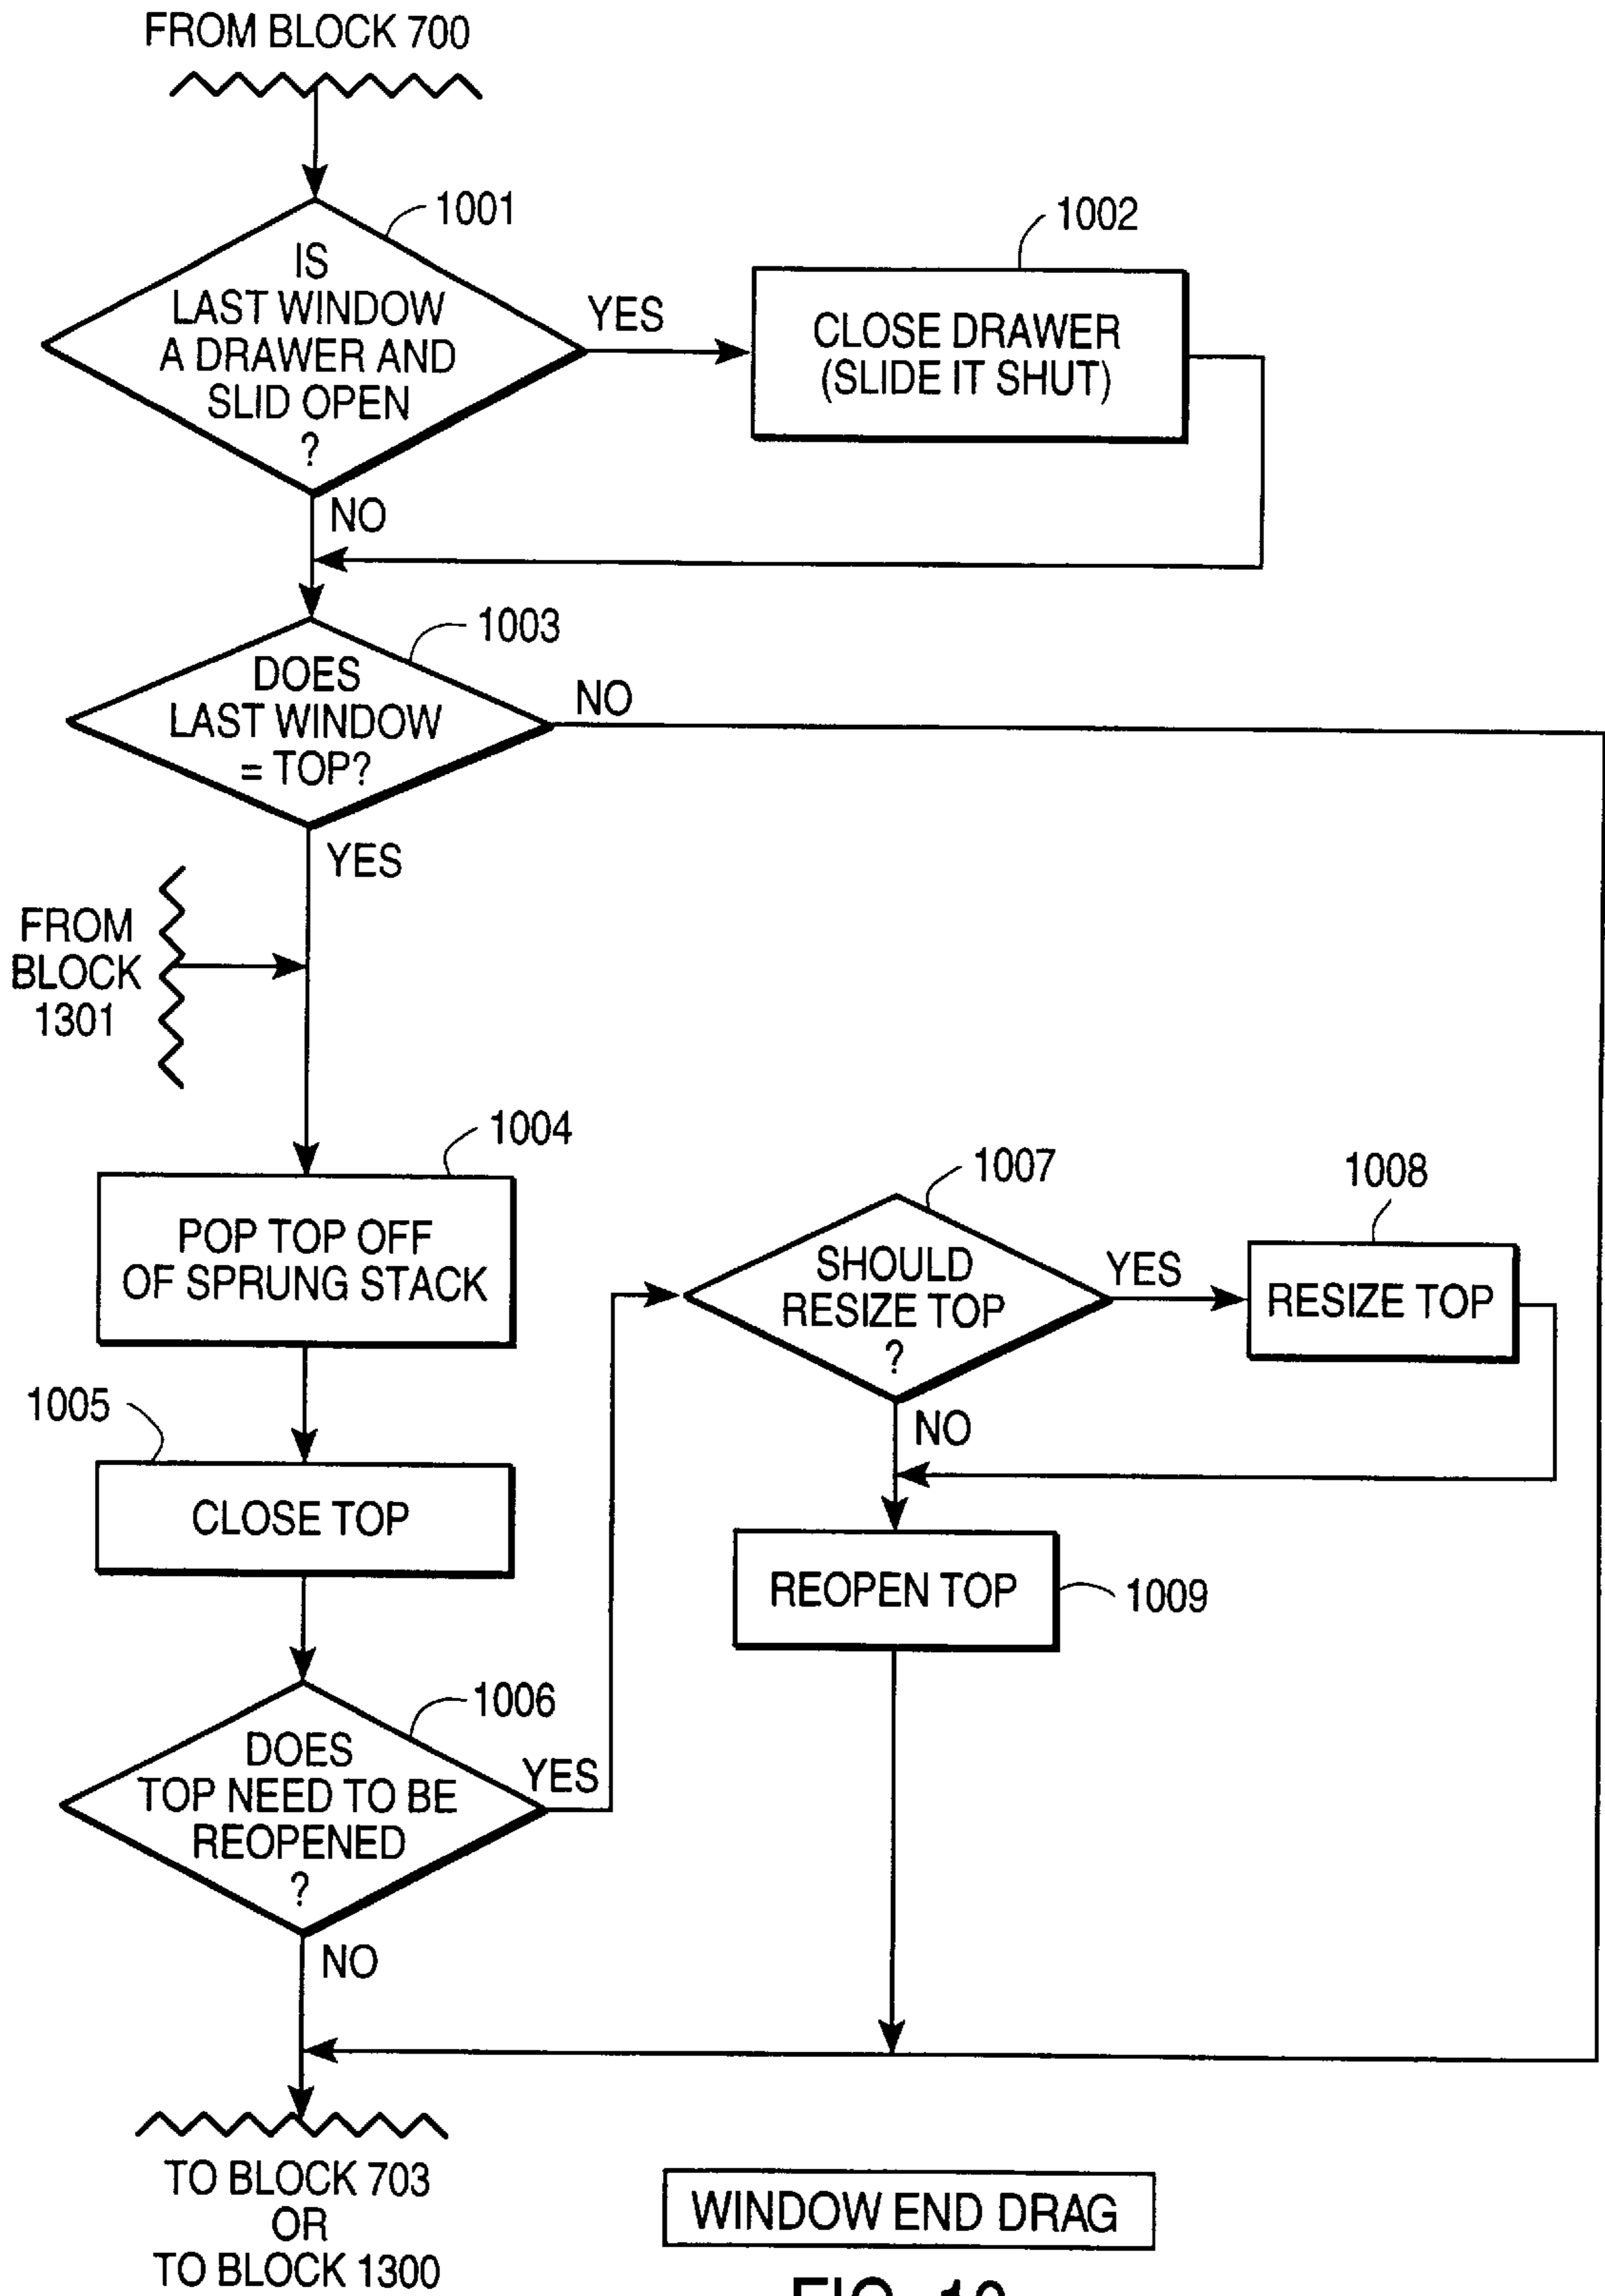 FROM BLOCK 700
1001
IS
LAST WINDOW
A DRAWER AND
SLID OPEN
?
YES
1002
CLOSE DRAWER
(SLIDE IT SHUT)
NO
1003
DOES
LAST WINDOW
= TOP?
NO
YES
FROM
BLOCK
1301
1004
POP TOP OFF
OF SPRUNG STACK
1005
CLOSE TOP
1006
DOES
TOP NEED TO BE
REOPENED
?
YES
NO
1007
SHOULD
RESIZE TOP
?
YES
1008
RESIZE TOP
NO
REOPEN TOP
1009
TO BLOCK 703
OR
TO BLOCK 1300
WINDOW END DRAG
FIG. 10